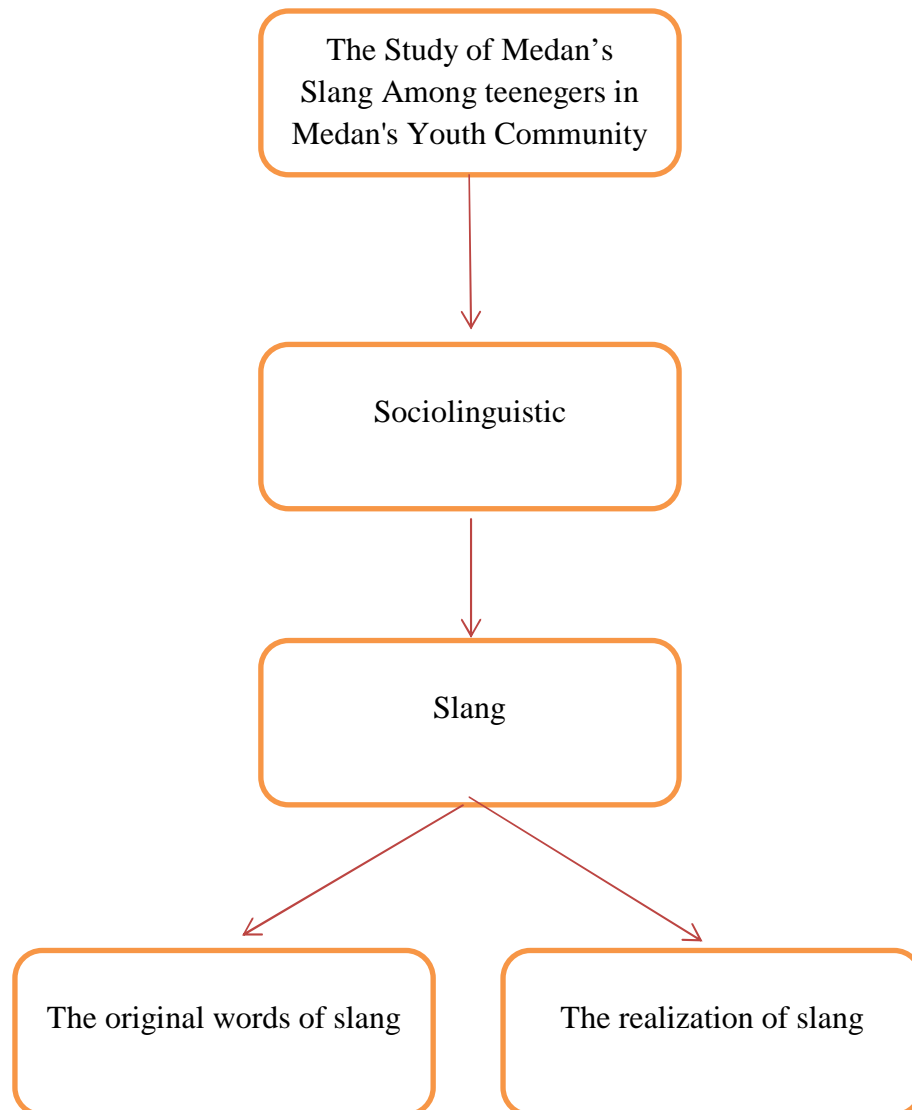 The Study of Medan’s
Slang Among teenegers in
Medan's Youth Community
Sociolinguistic
Slang
The original words of slang
The realization of slang